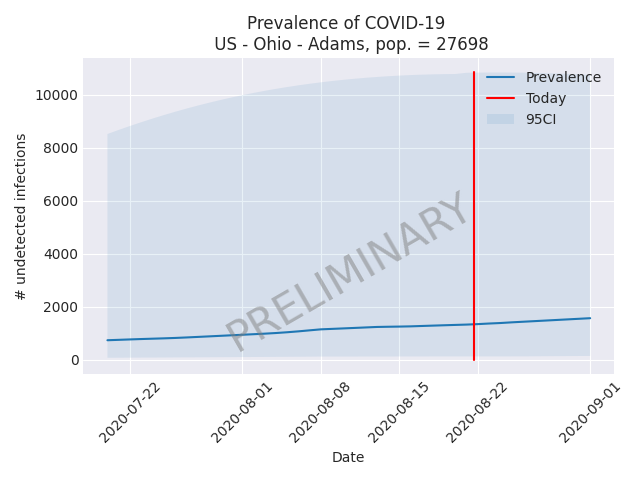 Prevalence of COVID-19
US - Ohio - Adams, pop. = 27698
Prevalence
Today
95CI
# undetected infections
10000
8000
6000
4000
2000
0
PRELIMINARY
2020-07-22
2020-08-01
2020-08-08
2020-08-15
2020-08-22
2020-09-01
Date